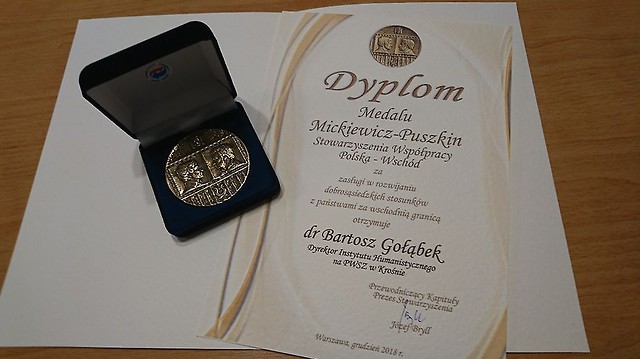 Dyplom
Medalu
Mickiewicz-Puszkin
Stowarzyszenia Współpracy
Polska - Wschód
za
zasługi w rozwijaniu
dobrosąsiedzkich stosunków
z państwami za wschodnią granicą
otrzymuje
dr Bartosz Gołąbek
Dyrektor Instytutu Humanistycznego
na PWSZ w Krośnie
Przewodniczący Kapituły
Prezes Stowarzyszenia
Józef Bryll
Warszawa, grudzień 2018 r.